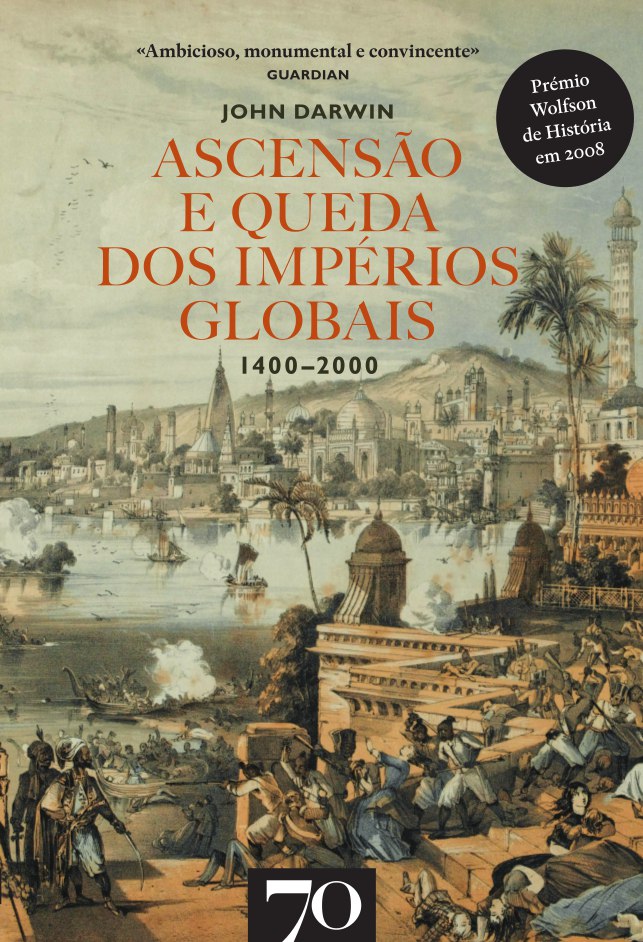 «Ambicioso, monumental e convincente»
GUARDIAN
JOHN DARWIN
Prémio
Wolfson
de História
em 2008
ASCENSÃO
E QUEDA
DOS IMPÉRIOS
GLOBAIS
1400–2000
70